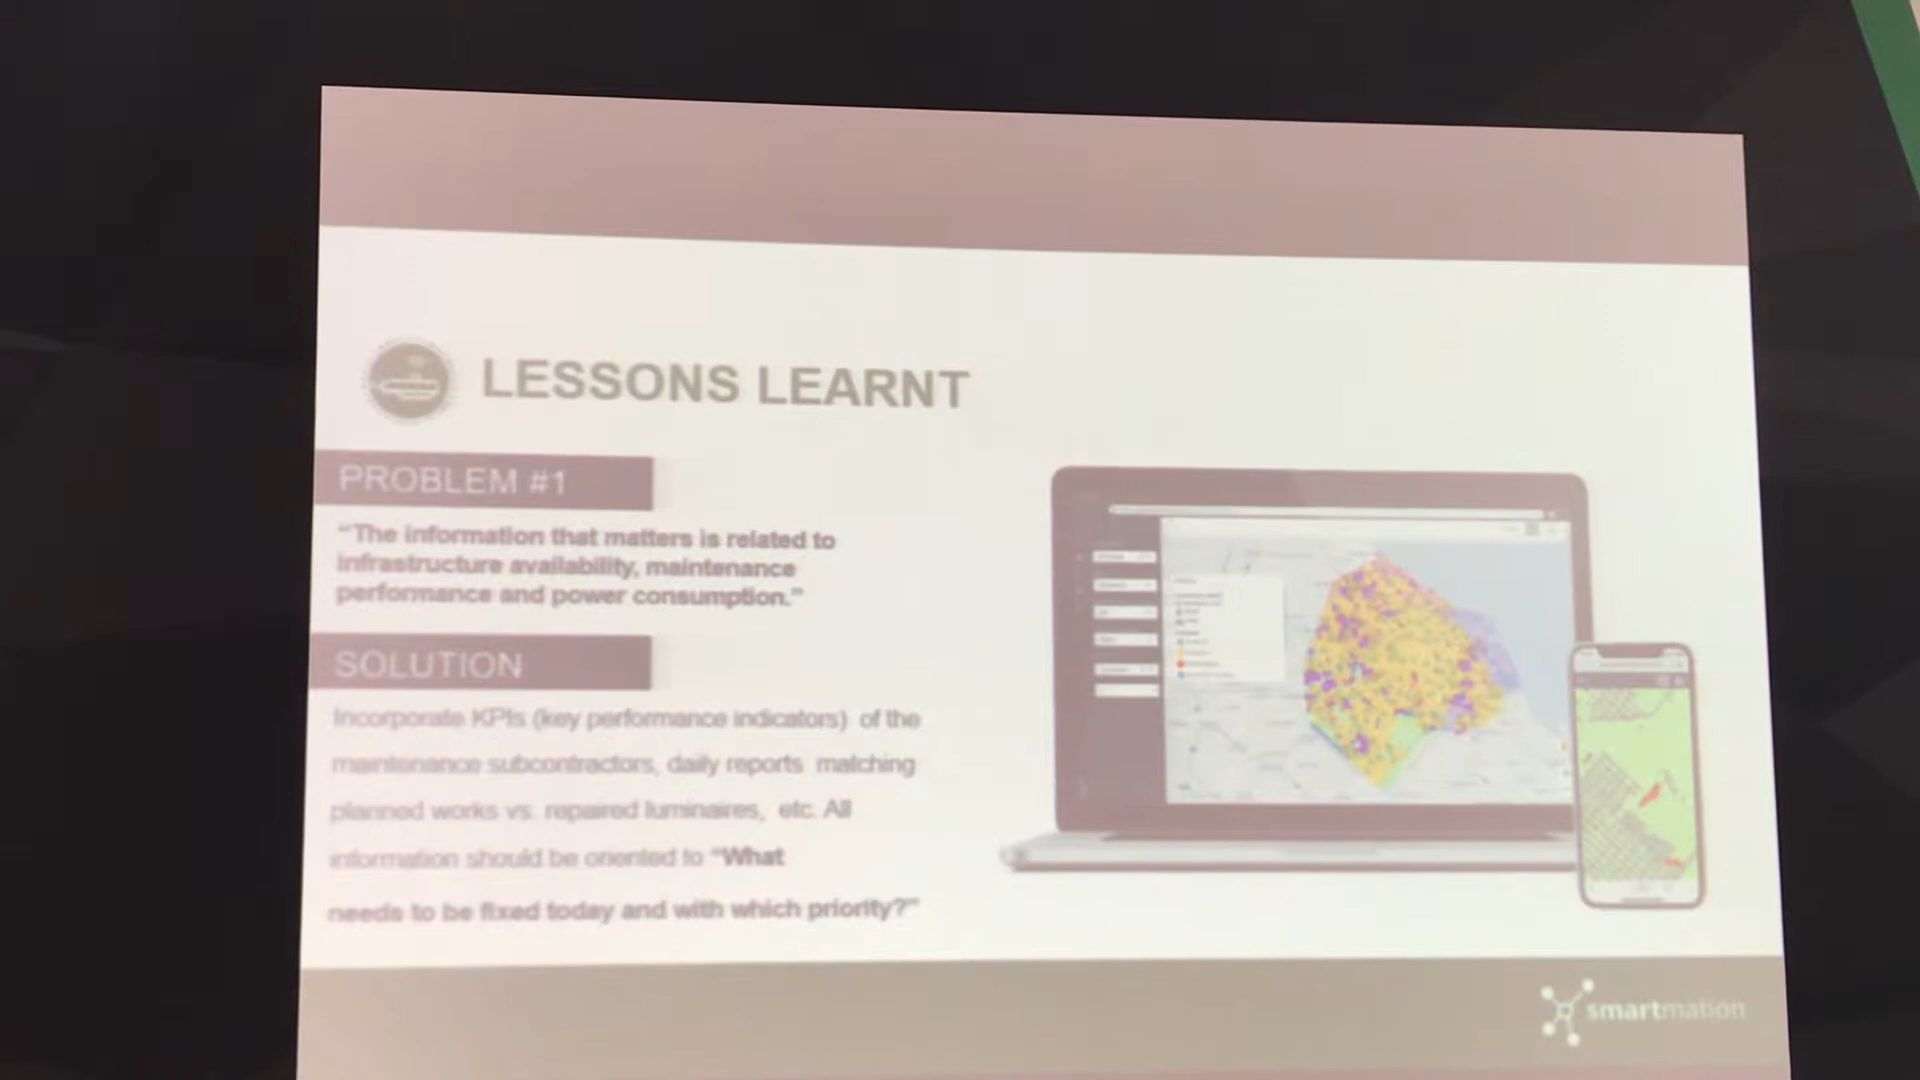 LESSONS LEARNT
PROBLEM #1
“The information that matters is related to
infrastructure availability, maintenance
performance and power consumption.”
SOLUTION
Incorporate KPIs (key performance indicators) of the
maintenance subcontractors, daily reports matching
planned works vs. repaired luminaires, etc. All
information should be oriented to “What
needs to be fixed today and with which priority?”
smartmation